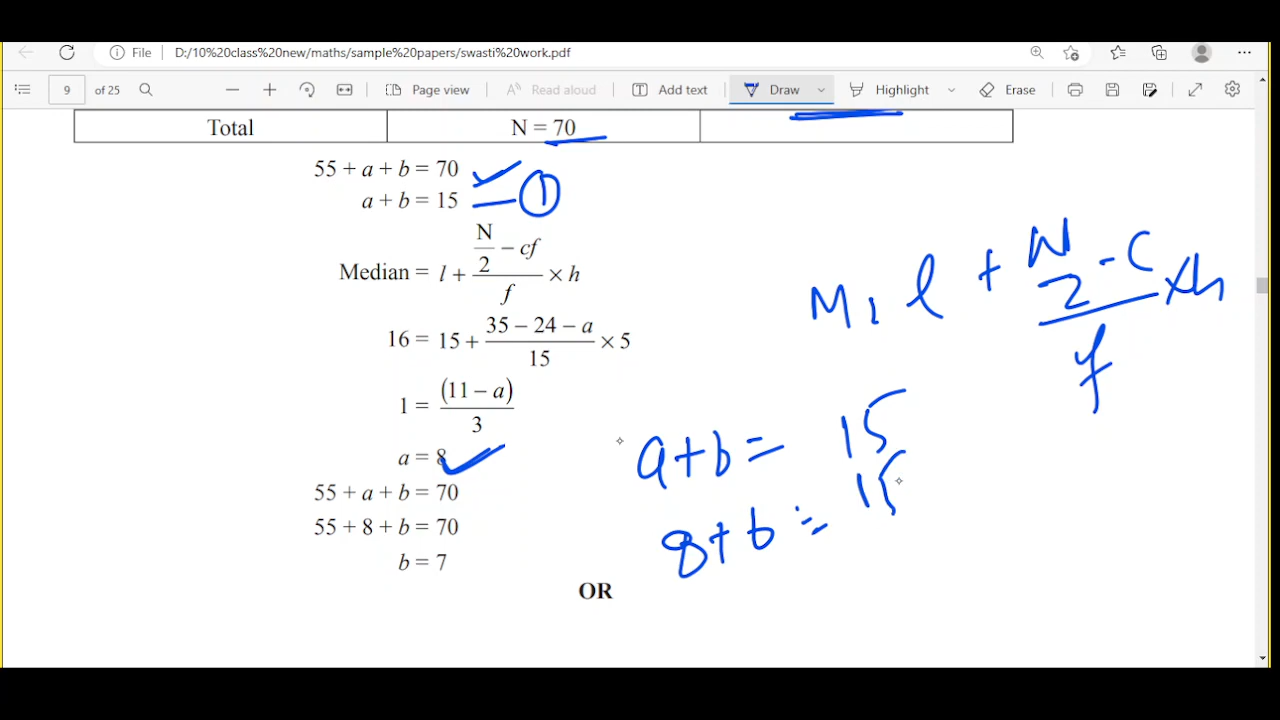 File D:/10%20class%20new/maths/sample%20papers/swasti%20work.pdf
9 of 25 Page view Read aloud Add text Draw Highlight Erase
Total N = 70
55 + a + b = 70
a + b = 15 ①
Median = l + (N/2 − cf)/f × h
M = l + (N/2 - C)/f × h
16 = 15 + (35 − 24 − a)/15 × 5
1 = (11 − a)/3
a + b = 15
a = 8
55 + a + b = 70
8 + b = 15
55 + 8 + b = 70
b = 7
OR